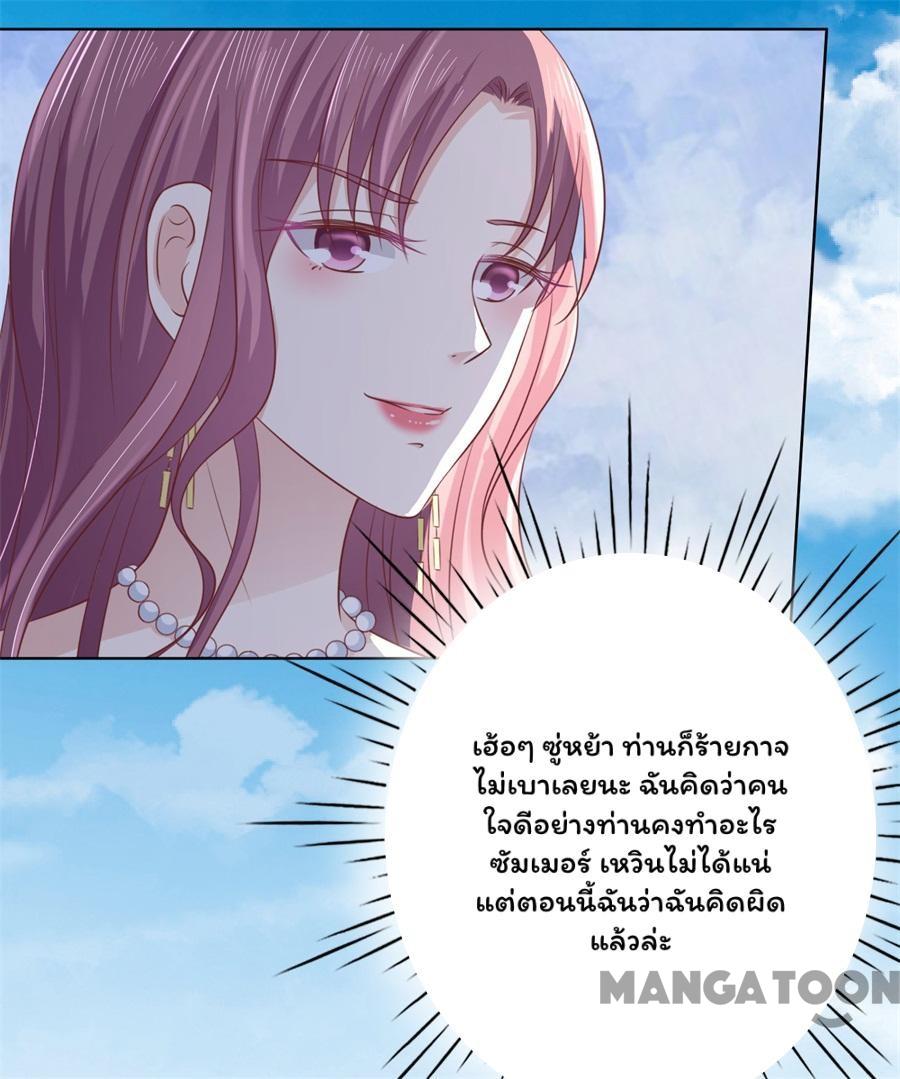 เฮ้อๆ ซู่หย้า ท่านก็ร้ายกาจ
ไม่เบาเลยนะ ฉันคิดว่าคน
ใจดีอย่างท่านคงทำอะไร
ซัมเมอร์ เหวินไม่ได้แน่
แต่ตอนนี้ฉันว่าฉันคิดผิด
แล้วล่ะ
MANGATOON